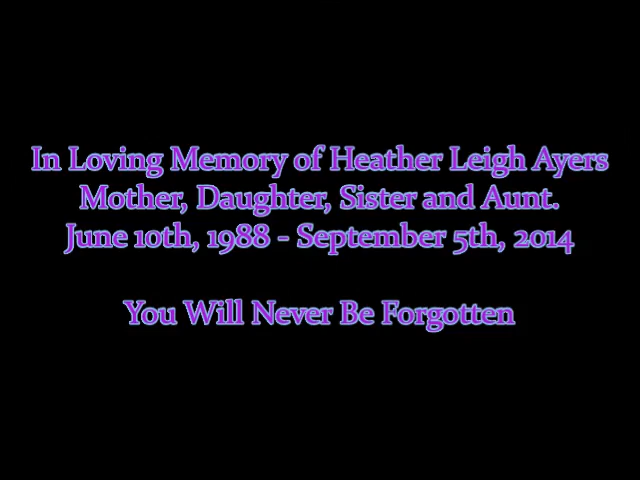 In Loving Memory of Heather Leigh Ayers
Mother, Daughter, Sister and Aunt.
June 10th, 1988 - September 5th, 2014
You Will Never Be Forgotten